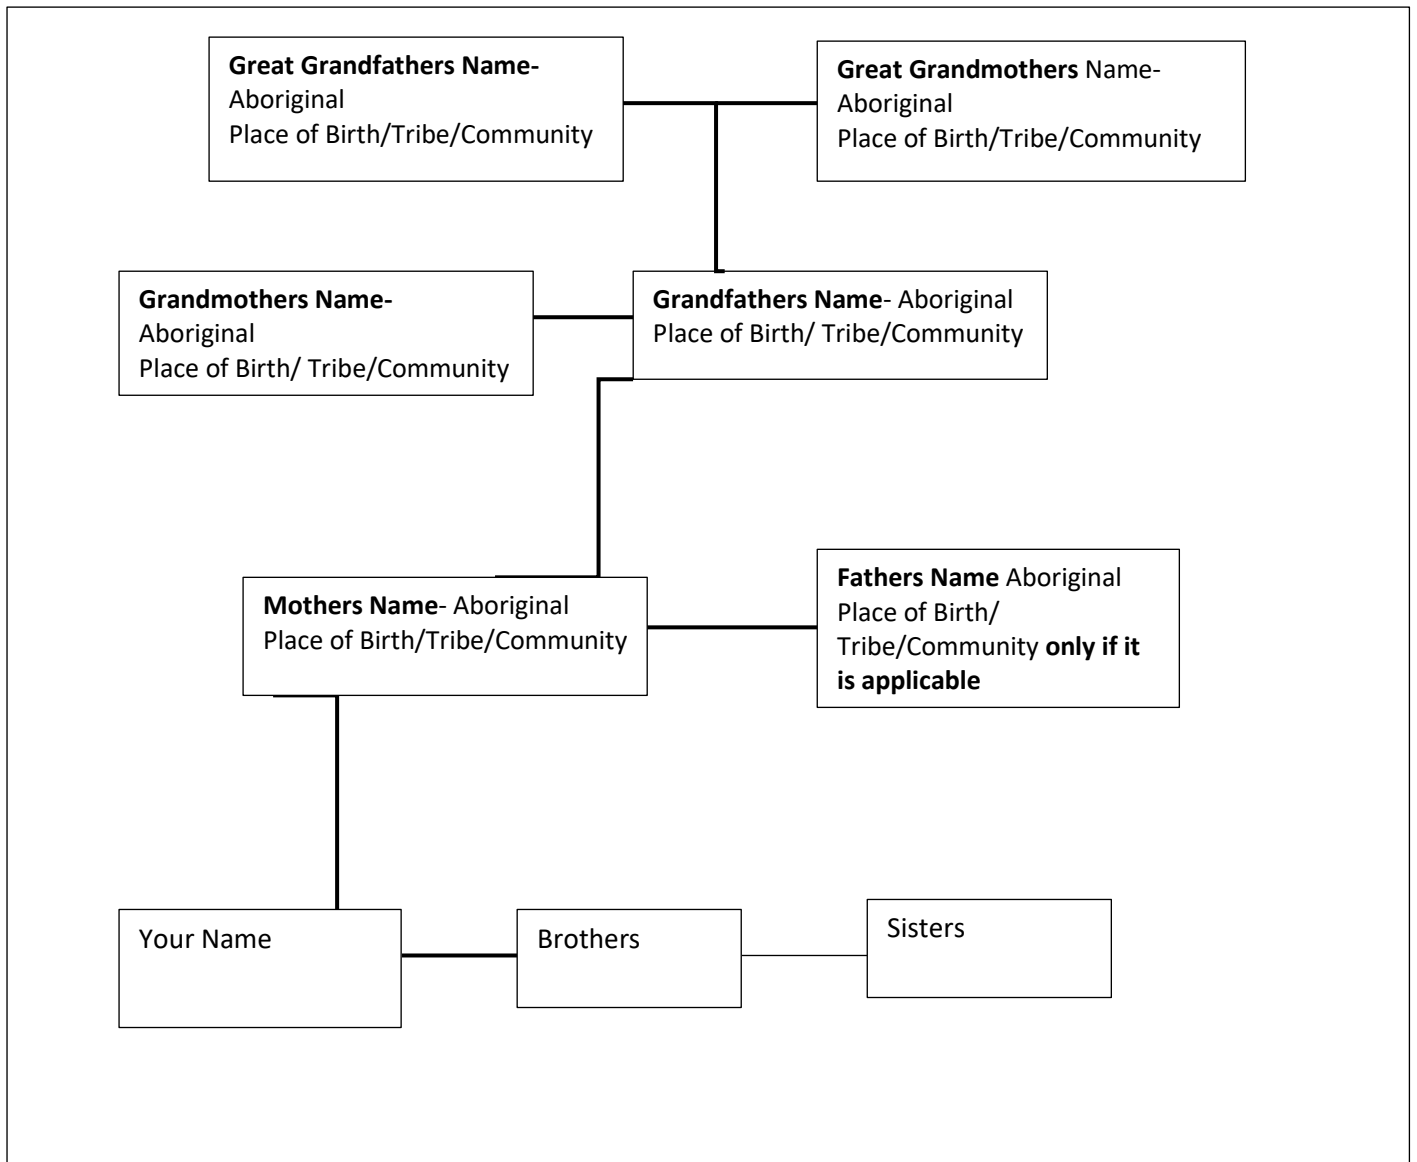 Great Grandfathers Name-
Aboriginal
Place of Birth/Tribe/Community
Great Grandmothers Name-
Aboriginal
Place of Birth/Tribe/Community
Grandmothers Name-
Aboriginal
Place of Birth/ Tribe/Community
Grandfathers Name- Aboriginal
Place of Birth/ Tribe/Community
Mothers Name- Aboriginal
Place of Birth/Tribe/Community
Fathers Name Aboriginal
Place of Birth/
Tribe/Community only if it
is applicable
Your Name
Brothers
Sisters